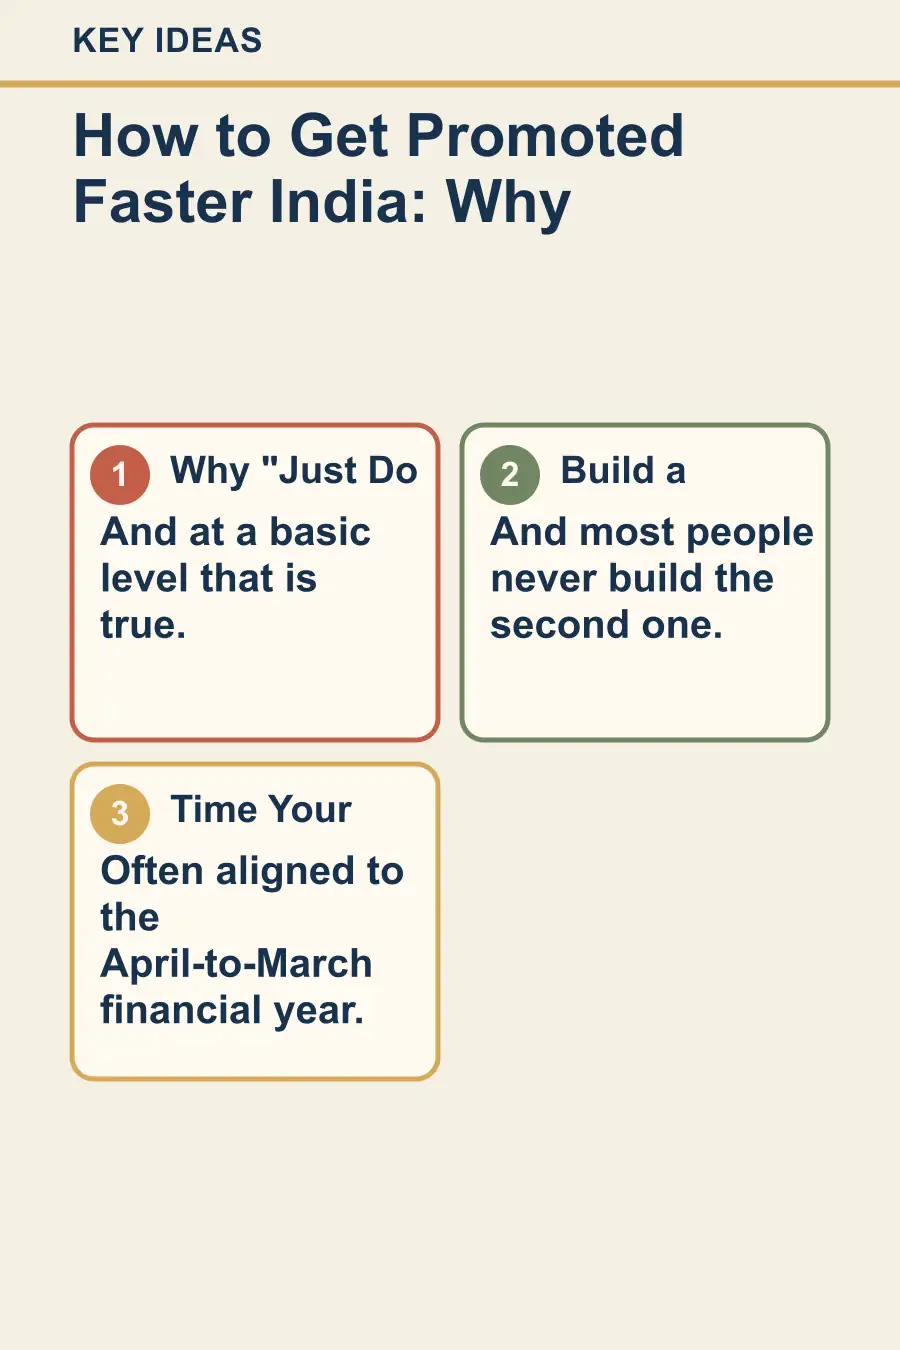 KEY IDEAS
How to Get Promoted
Faster India: Why
1 Why "Just Do
And at a basic
level that is
true.
2 Build a
And most people
never build the
second one.
3 Time Your
Often aligned to
the
April-to-March
financial year.